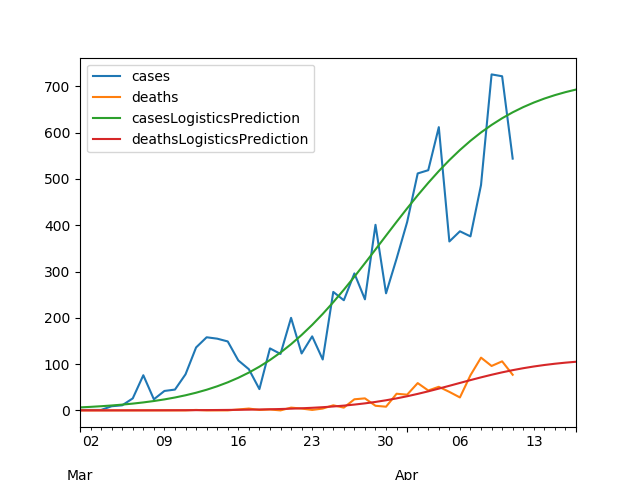 cases
deaths
casesLogisticsPrediction
deathsLogisticsPrediction
700
600
500
400
300
200
100
0
02 09 16 23 30 06 13
Mar Apr